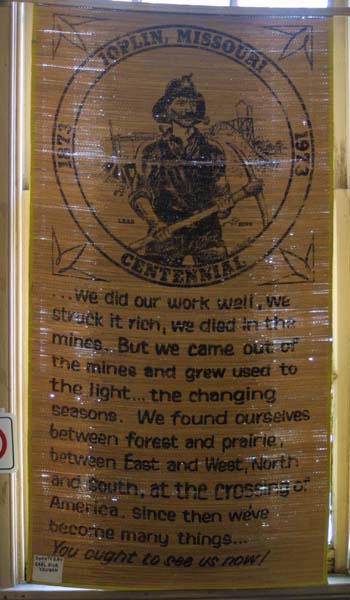 JOPLIN, MISSOURI
1873
1973
LEAD
CENTENNIAL
...We did our work well, we
struck it rich, we died in the
mines.. But we came out of
the mines and grew used to
the light... the changing
seasons. We found ourselves
between forest and prairie,
between East and West, North
and South, at the crossing of
America. since then we've
become many things...
You ought to see us now!